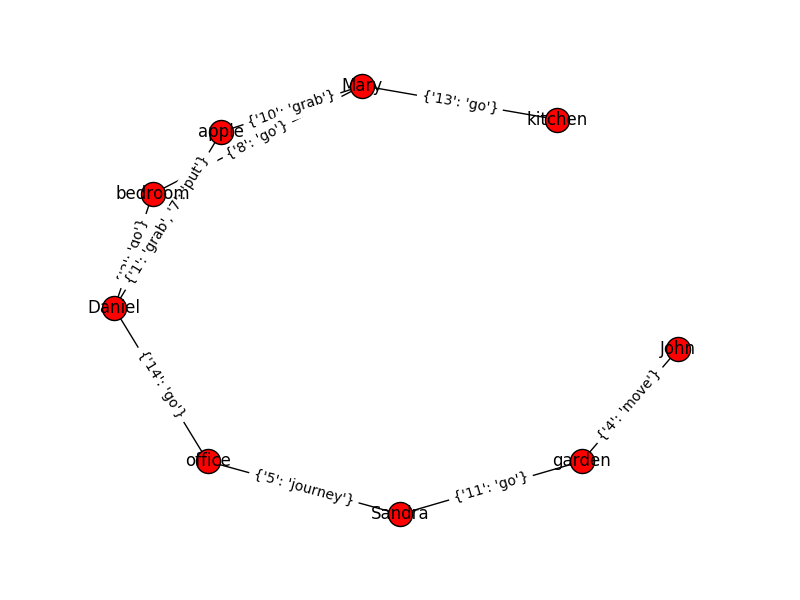 Mary
{'10': 'grab'}
{'13': 'go'}
kitchen
apple
{'8': 'go'}
bedroom
{'1': 'grab', '7': 'put'}
'go'}
Daniel
John
{'14': 'go'}
{'4': 'move'}
office
garden
{'5': 'journey'}
{'11': 'go'}
Sandra